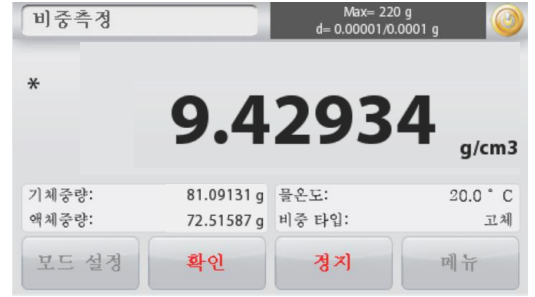 비중측정
Max= 220 g
d= 0.00001/0.0001 g
*
9.42934 g/cm3
기체중량: 81.09131 g 물온도: 20.0 ° C
액체중량: 72.51587 g 비중 타입: 고체
모드 설정 확인 정지 메뉴